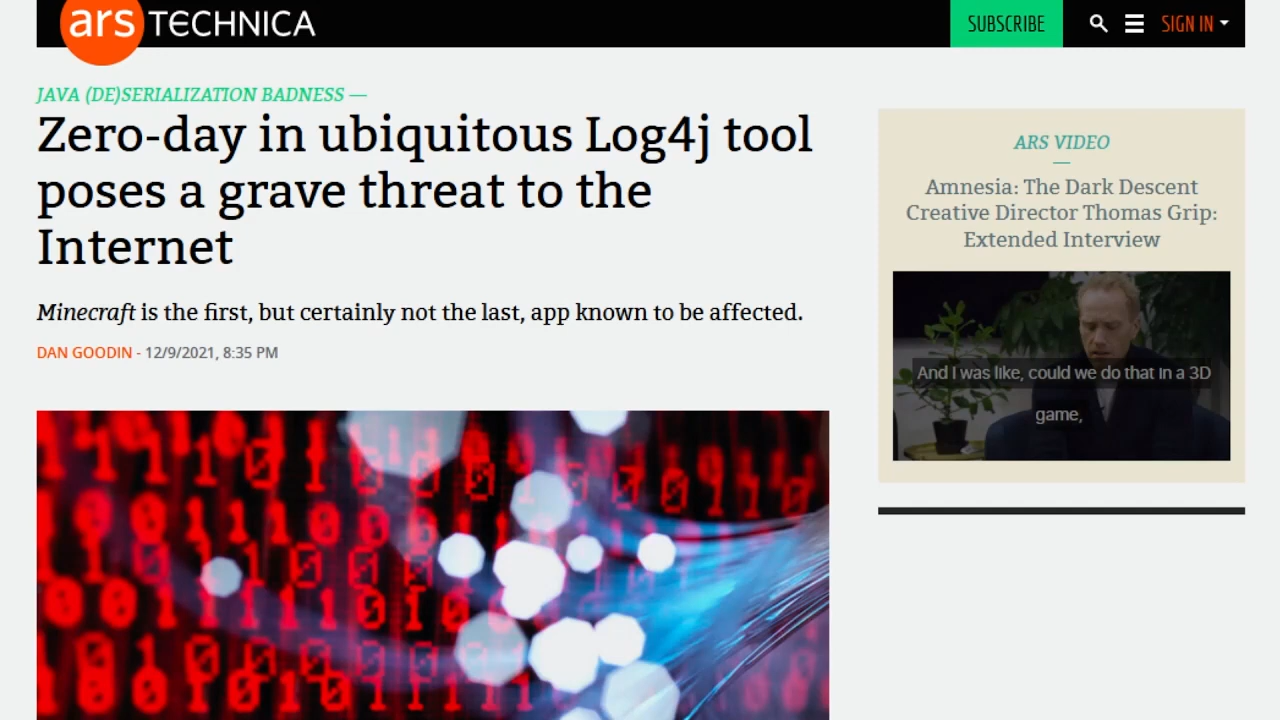 ars TECHNICA
SUBSCRIBE
SIGN IN
JAVA (DE)SERIALIZATION BADNESS —
Zero-day in ubiquitous Log4j tool
poses a grave threat to the
Internet
Minecraft is the first, but certainly not the last, app known to be affected.
DAN GOODIN - 12/9/2021, 8:35 PM
ARS VIDEO
—
Amnesia: The Dark Descent
Creative Director Thomas Grip:
Extended Interview
And I was like, could we do that in a 3D
game,